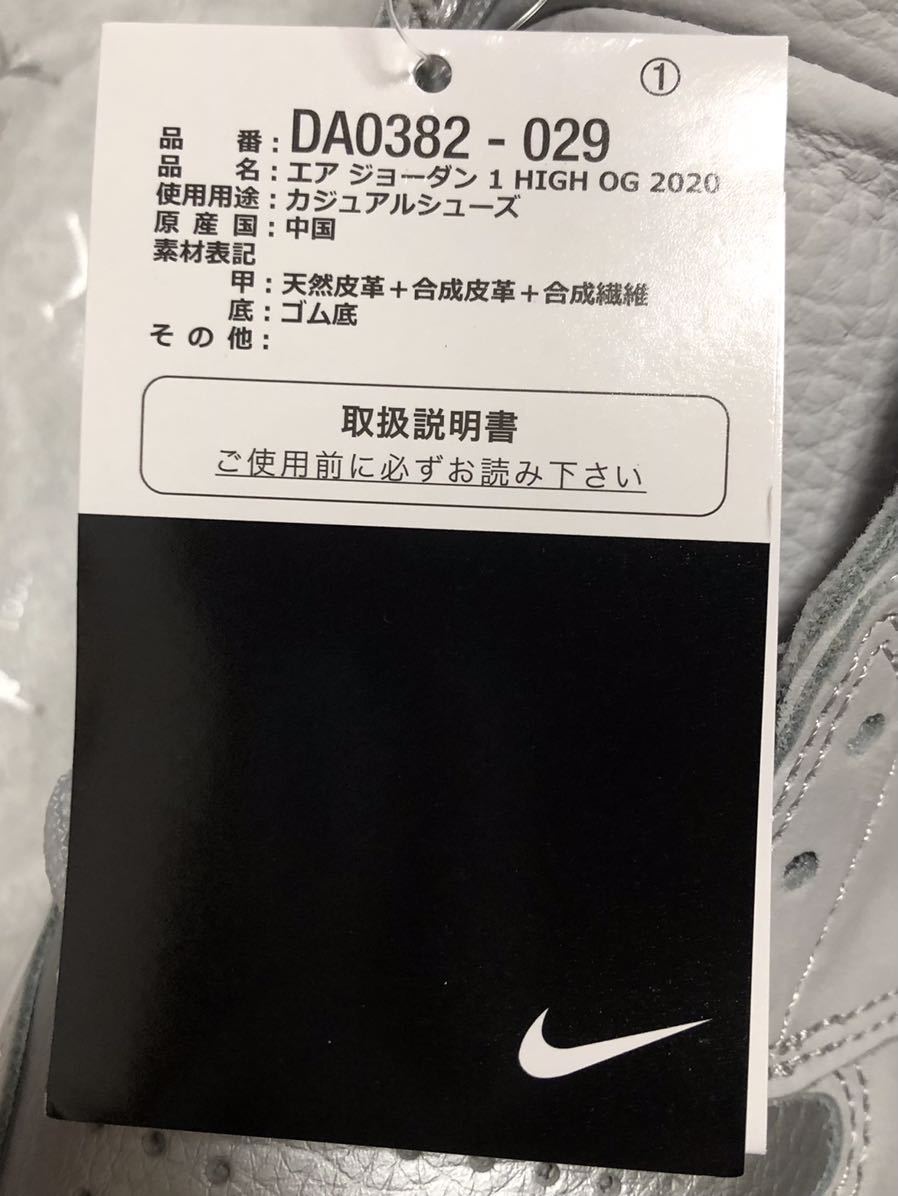 ①
品 番：DA0382 - 029
品 名：エア ジョーダン 1 HIGH OG 2020
使用用途：カジュアルシューズ
原 産 国：中国
素材表記
甲：天然皮革＋合成皮革＋合成繊維
底：ゴム底
そ の 他：
取扱説明書
ご使用前に必ずお読み下さい